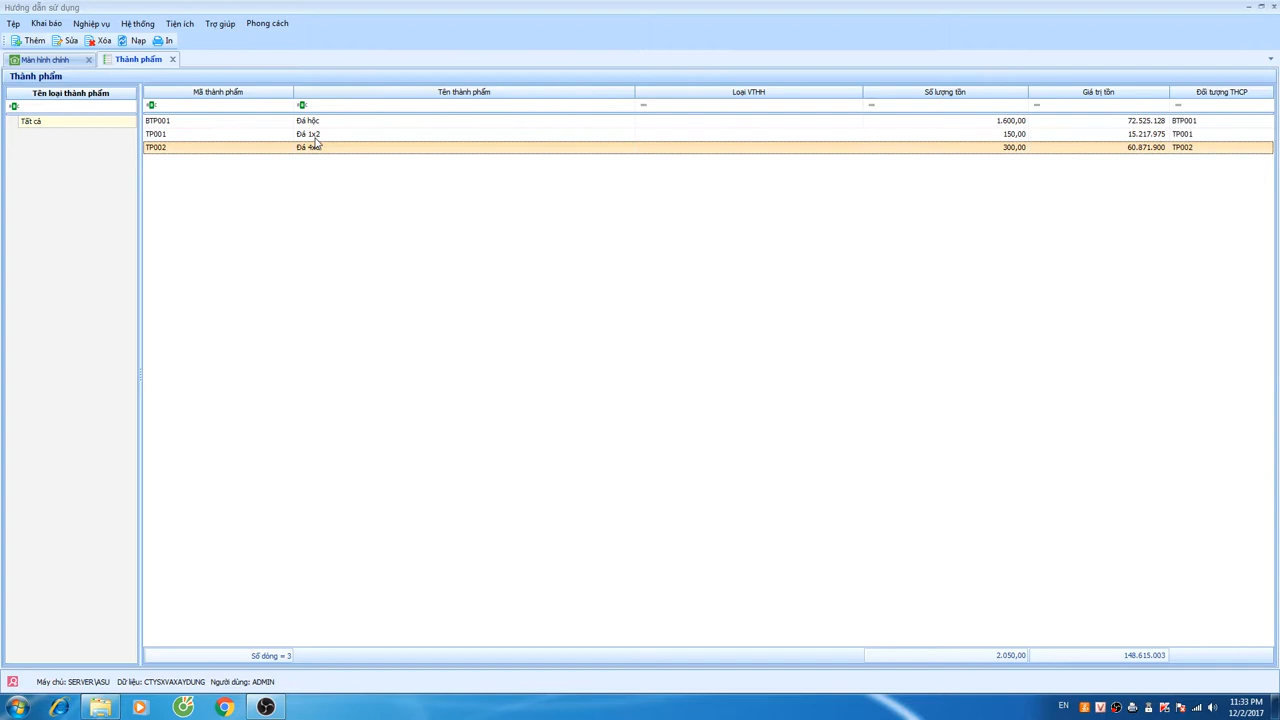 Hướng dẫn sử dụng
Tệp Khai báo Nghiệp vụ Hệ thống Tiện ích Trợ giúp Phong cách
Thêm Sửa Xóa Nạp In
Màn hình chính Thành phẩm
Thành phẩm
Tên loại thành phẩm Mã thành phẩm Tên thành phẩm Loại VTHH Số lượng tồn Giá trị tồn Đối tượng THCP
Tất cả BTP001 Đá hộc 1.600,00 72.525.128 BTP001
TP001 Đá 1x2 150,00 15.217.975 TP001
TP002 Đá 300,00 60.871.900 TP002
Số dòng = 3 2.050,00 148.615.003
Máy chủ: SERVER\ASU Dữ liệu: CTYSXVAXAYDUNG Người dùng: ADMIN
EN 11:33 PM
12/2/2017